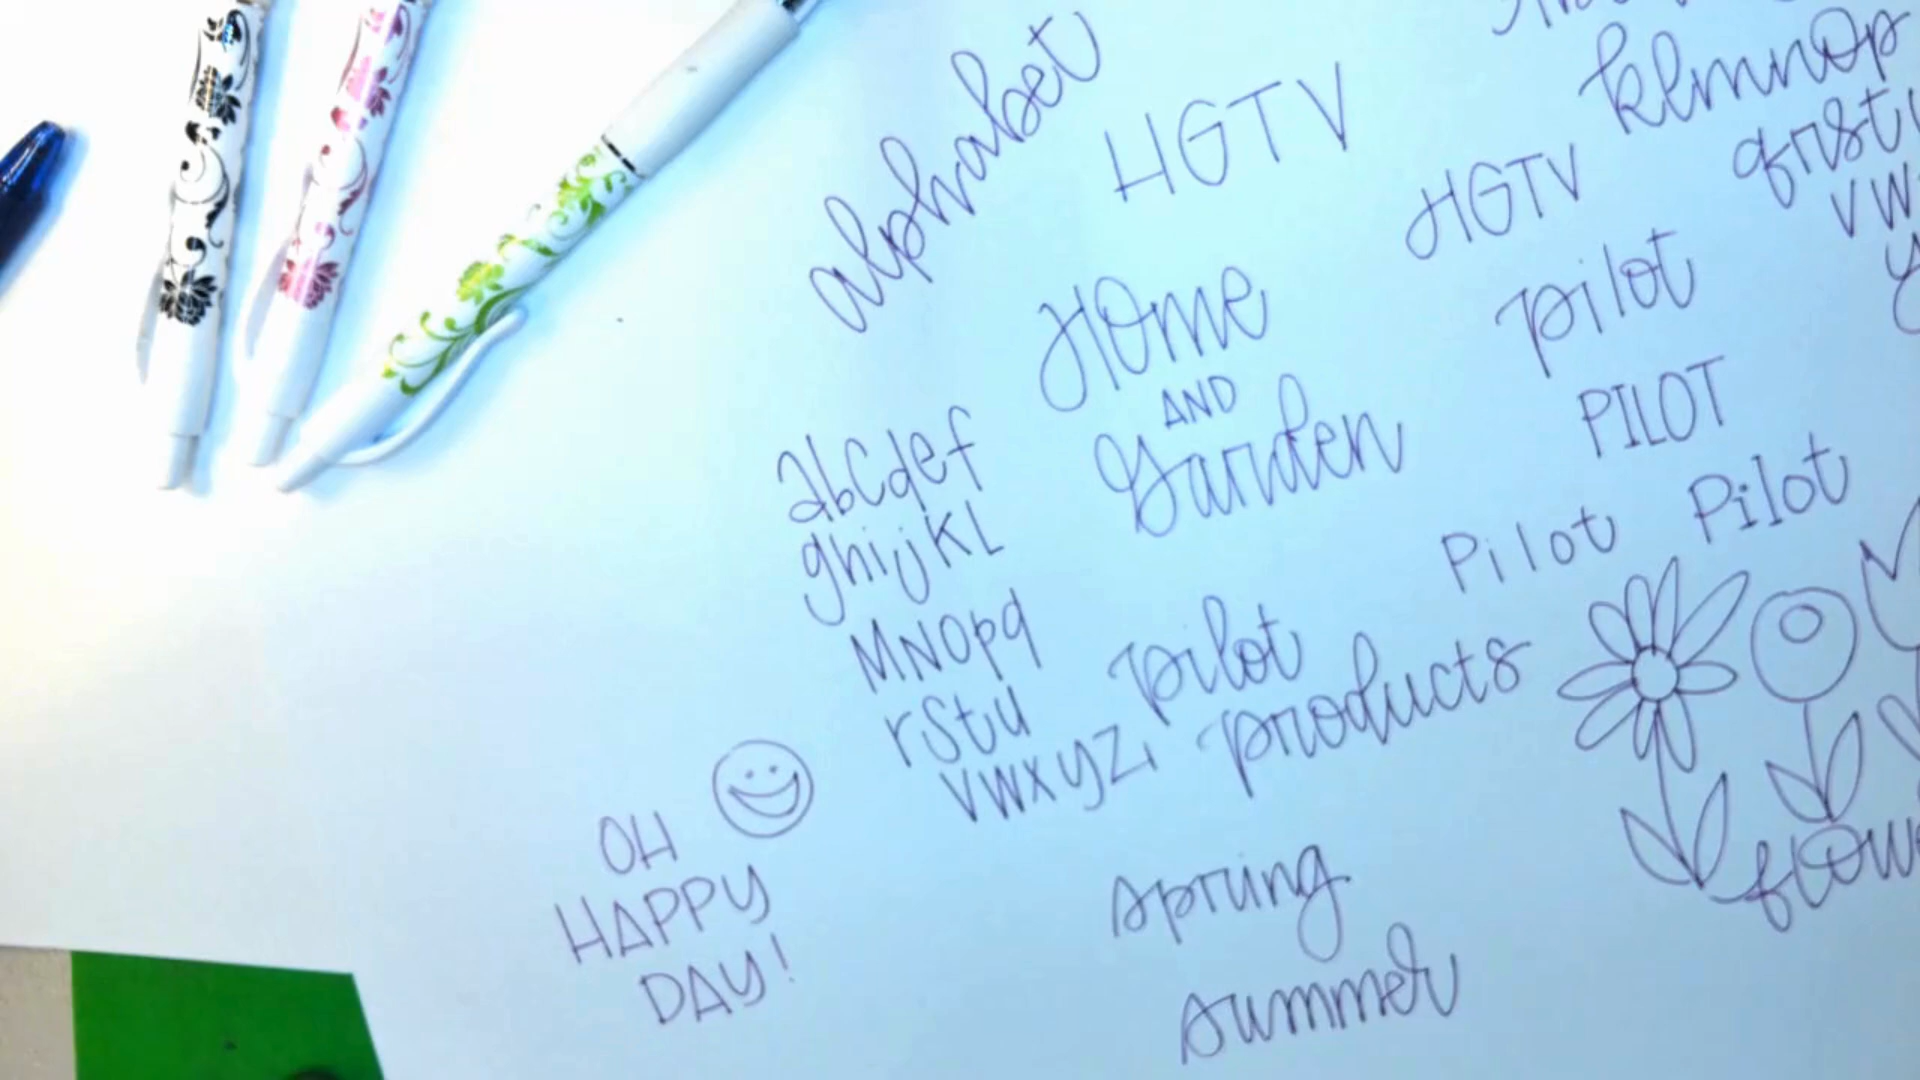 alphabet
HGTV
klmnop
qrst
vw
HGTV
Home
AND
Garden
pilot
PILOT
Pilot Pilot
abcdef
ghijKL
MNOpq
rStu
vwxyz
pilot
products
OH
HAPPY
DAY!
spring
summer